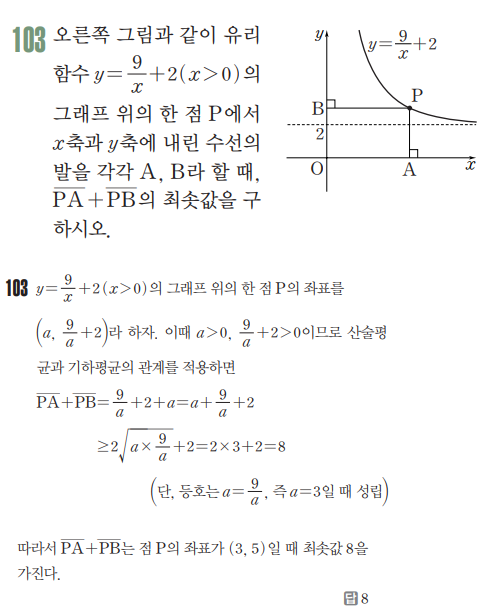 103 오른쪽 그림과 같이 유리
함수 y=9/x+2(x>0)의
그래프 위의 한 점 P에서
x축과 y축에 내린 수선의
발을 각각 A, B라 할 때,
P̅A̅+P̅B̅의 최솟값을 구
하시오.
y
y=9/x+2
P
B
2
O
A
x
103 y=9/x+2(x>0)의 그래프 위의 한 점 P의 좌표를
(a, 9/a+2)라 하자. 이때 a>0, 9/a+2>0이므로 산술평
균과 기하평균의 관계를 적용하면
P̅A̅+P̅B̅=9/a+2+a=a+9/a+2
≥2√(a×9/a)+2=2×3+2=8
(단, 등호는 a=9/a, 즉 a=3일 때 성립)
따라서 P̅A̅+P̅B̅는 점 P의 좌표가 (3, 5)일 때 최솟값 8을
가진다.
답 8